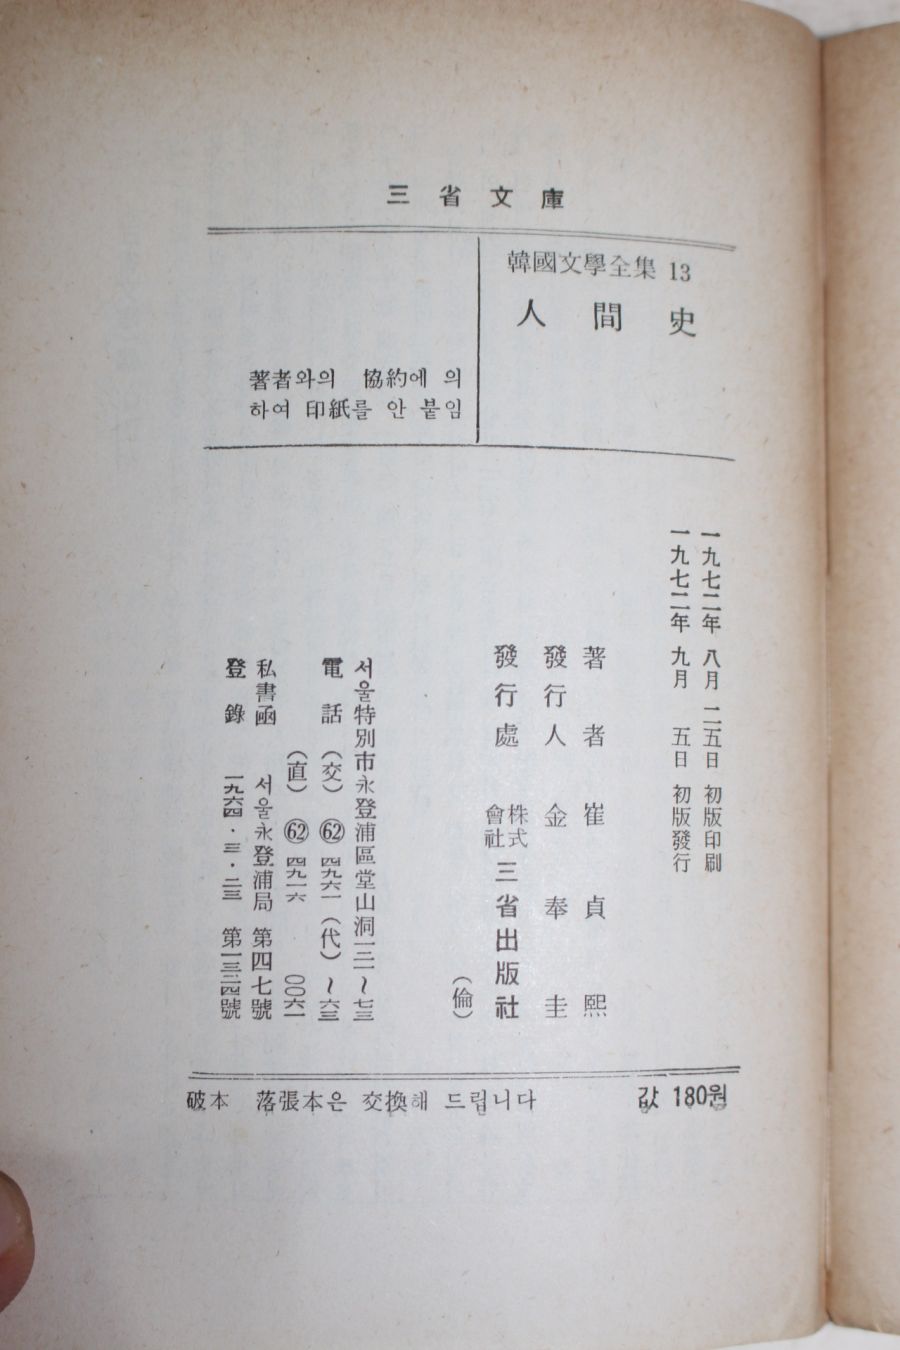 三省文庫
韓國文學全集 13
人間史
著者와의 協約에 의
하여 印紙를 안 붙임
一九七二年 八月 二五日 初版印刷
一九七二年 九月 五日 初版發行
著者 崔貞熙
發行人 金奉圭
發行處 株式會社 三省出版社
(倫)
서울特別市永登浦區堂山洞一三一~七三
電話 (交) 62 四九六一(代)~六三
(直) 62 四九一六 〇〇六一
私書函 서울永登浦局 第四七號
登錄 一九六四·三·二三 第一三二四號
破本 落張本은 交換해 드립니다
값 180원